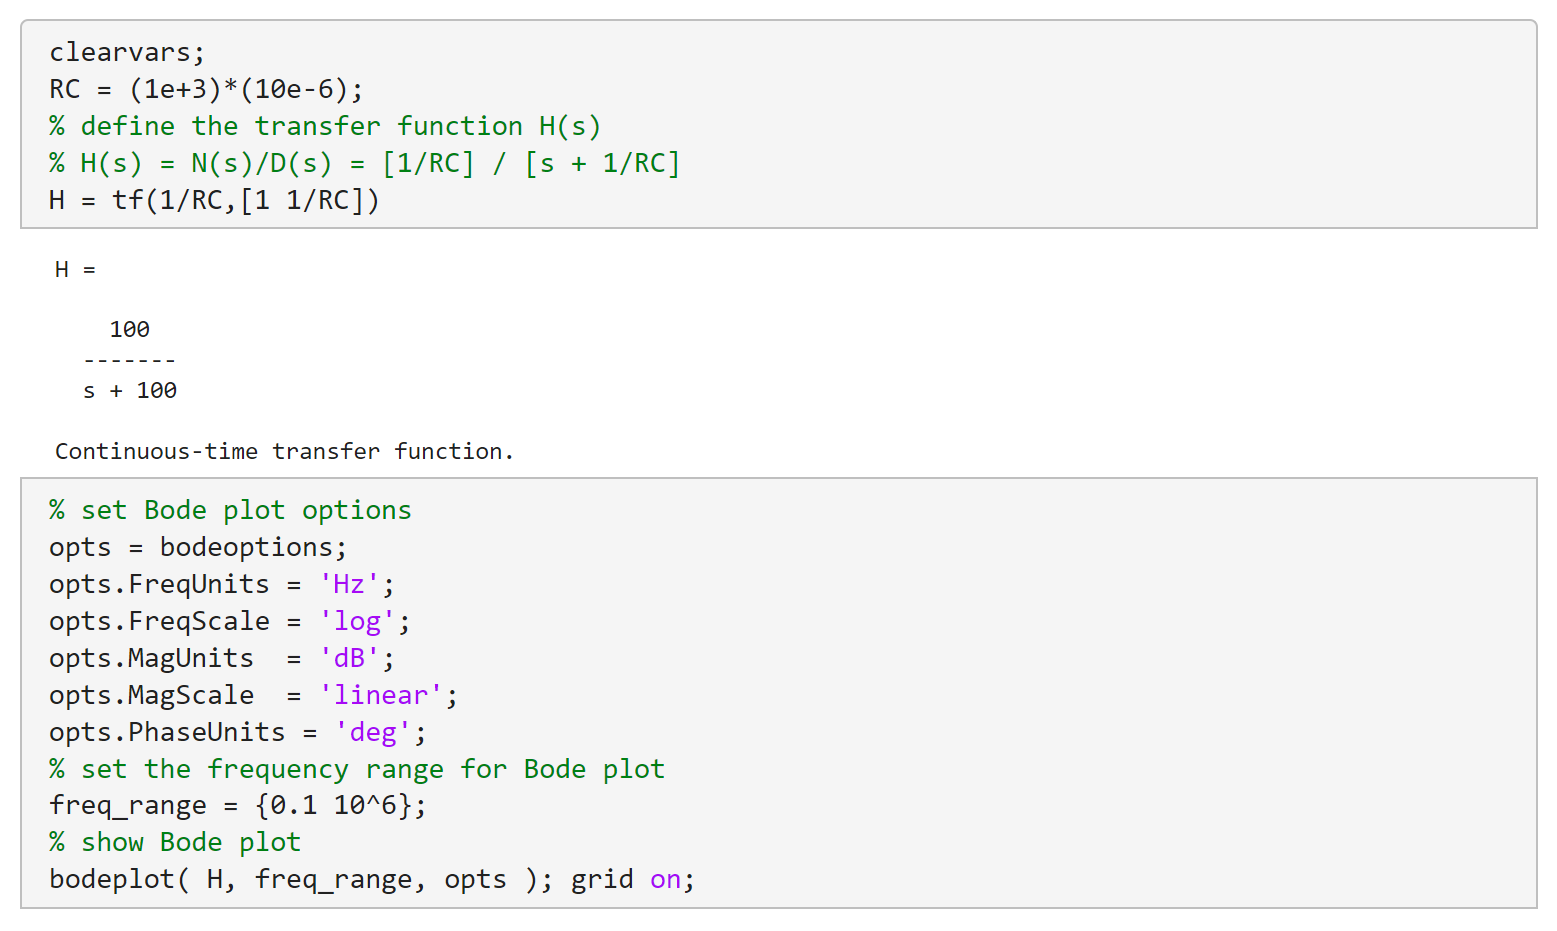 clearvars;
RC = (1e+3)*(10e-6);
% define the transfer function H(s)
% H(s) = N(s)/D(s) = [1/RC] / [s + 1/RC]
H = tf(1/RC,[1 1/RC])
H =
100
-------
s + 100
Continuous-time transfer function.
% set Bode plot options
opts = bodeoptions;
opts.FreqUnits = 'Hz';
opts.FreqScale = 'log';
opts.MagUnits  = 'dB';
opts.MagScale  = 'linear';
opts.PhaseUnits = 'deg';
% set the frequency range for Bode plot
freq_range = {0.1 10^6};
% show Bode plot
bodeplot( H, freq_range, opts ); grid on;